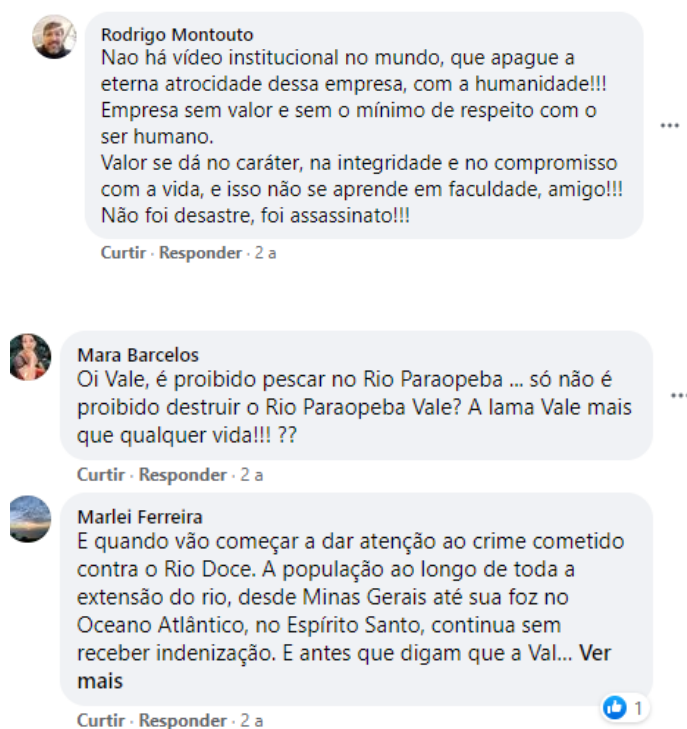 Rodrigo Montouto
Nao há vídeo institucional no mundo, que apague a
eterna atrocidade dessa empresa, com a humanidade!!!
Empresa sem valor e sem o mínimo de respeito com o
ser humano.
Valor se dá no caráter, na integridade e no compromisso
com a vida, e isso não se aprende em faculdade, amigo!!!
Não foi desastre, foi assassinato!!!
Curtir · Responder · 2 a
Mara Barcelos
Oi Vale, é proibido pescar no Rio Paraopeba ... só não é
proibido destruir o Rio Paraopeba Vale? A lama Vale mais
que qualquer vida!!! ??
Curtir · Responder · 2 a
Marlei Ferreira
E quando vão começar a dar atenção ao crime cometido
contra o Rio Doce. A população ao longo de toda a
extensão do rio, desde Minas Gerais até sua foz no
Oceano Atlântico, no Espírito Santo, continua sem
receber indenização. E antes que digam que a Val... Ver
mais
1
Curtir · Responder · 2 a